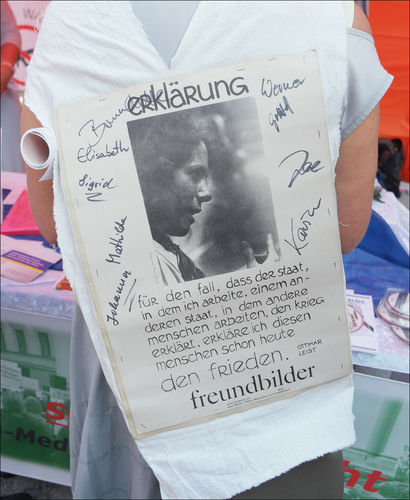 erklärung
Werner
Elisabeth
Sigrid
Zoe
Mathilde
Johanna
Karin
für den fall, dass der staat,
in dem ich arbeite, einem an-
deren staat, in dem andere
menschen arbeiten, den krieg
erklärt, erkläre ich diesen
menschen schon heute
den frieden. OTTMAR
LEIST
freundbilder